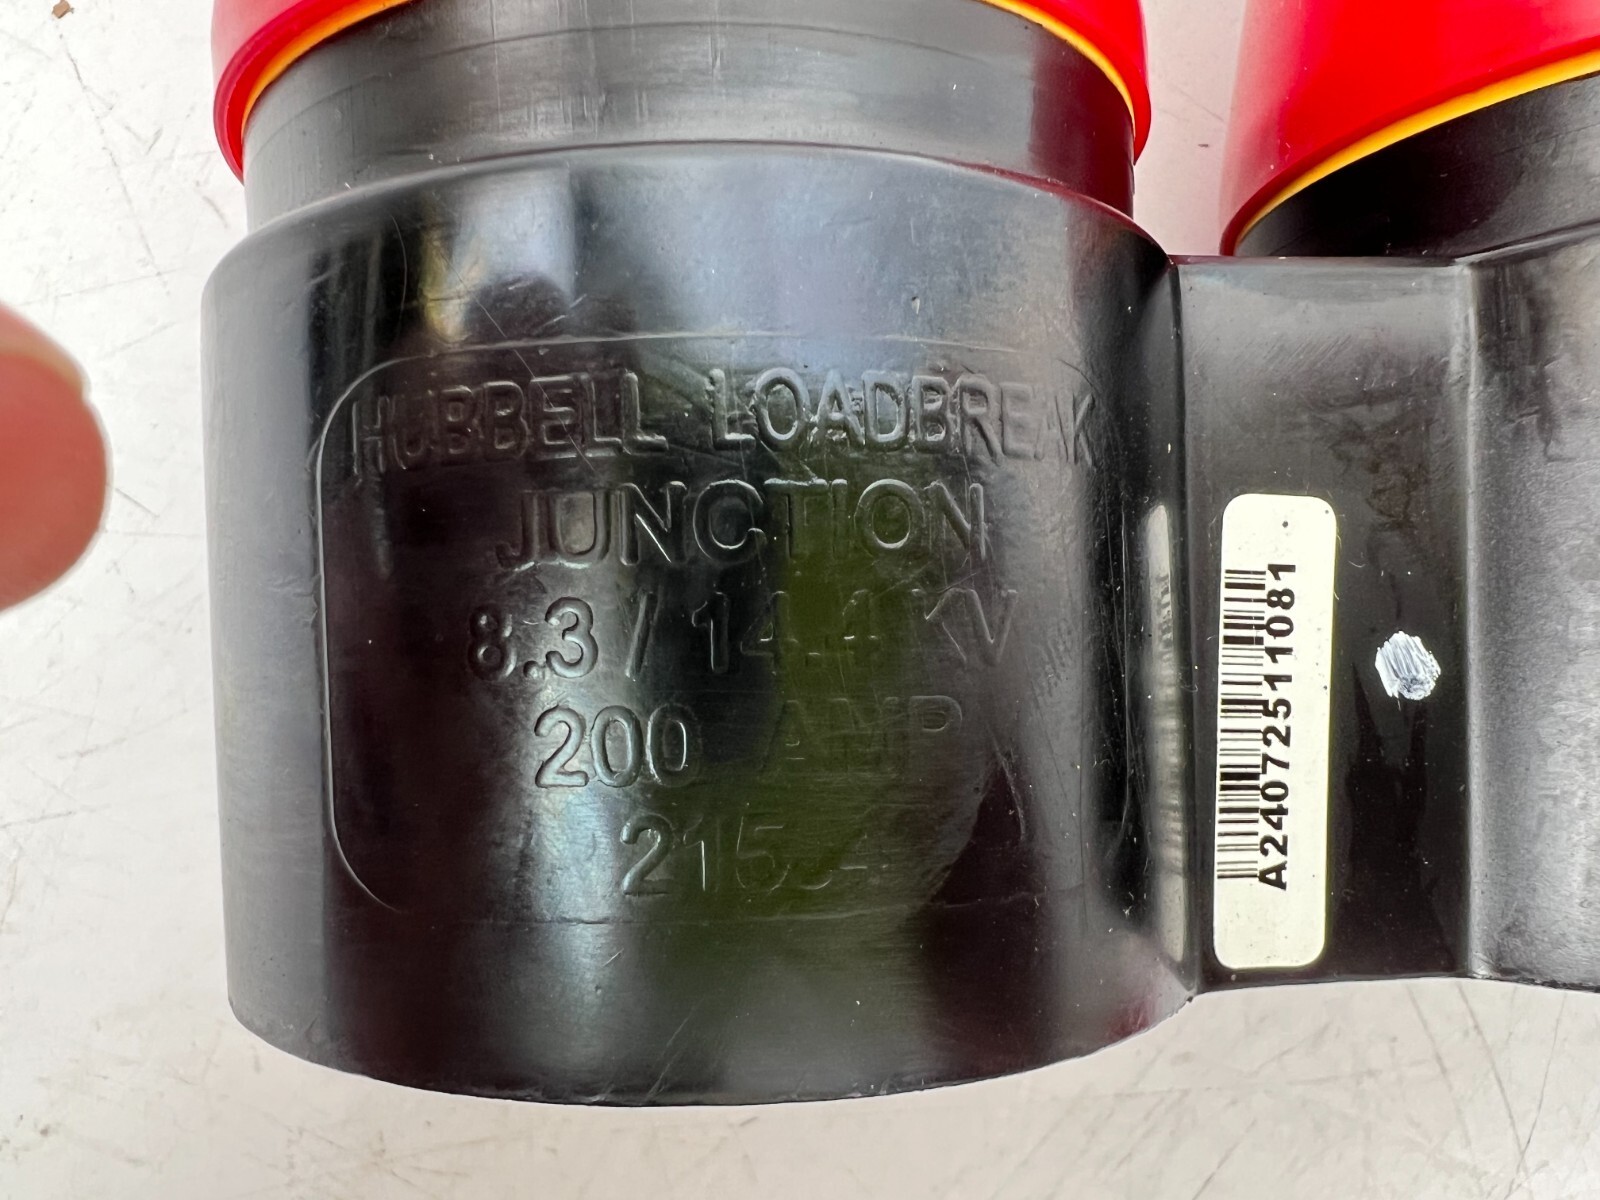 HUBBELL LOADBREAK
JUNCTION
8.3 / 14.4 KV
200 AMP
A240725111081